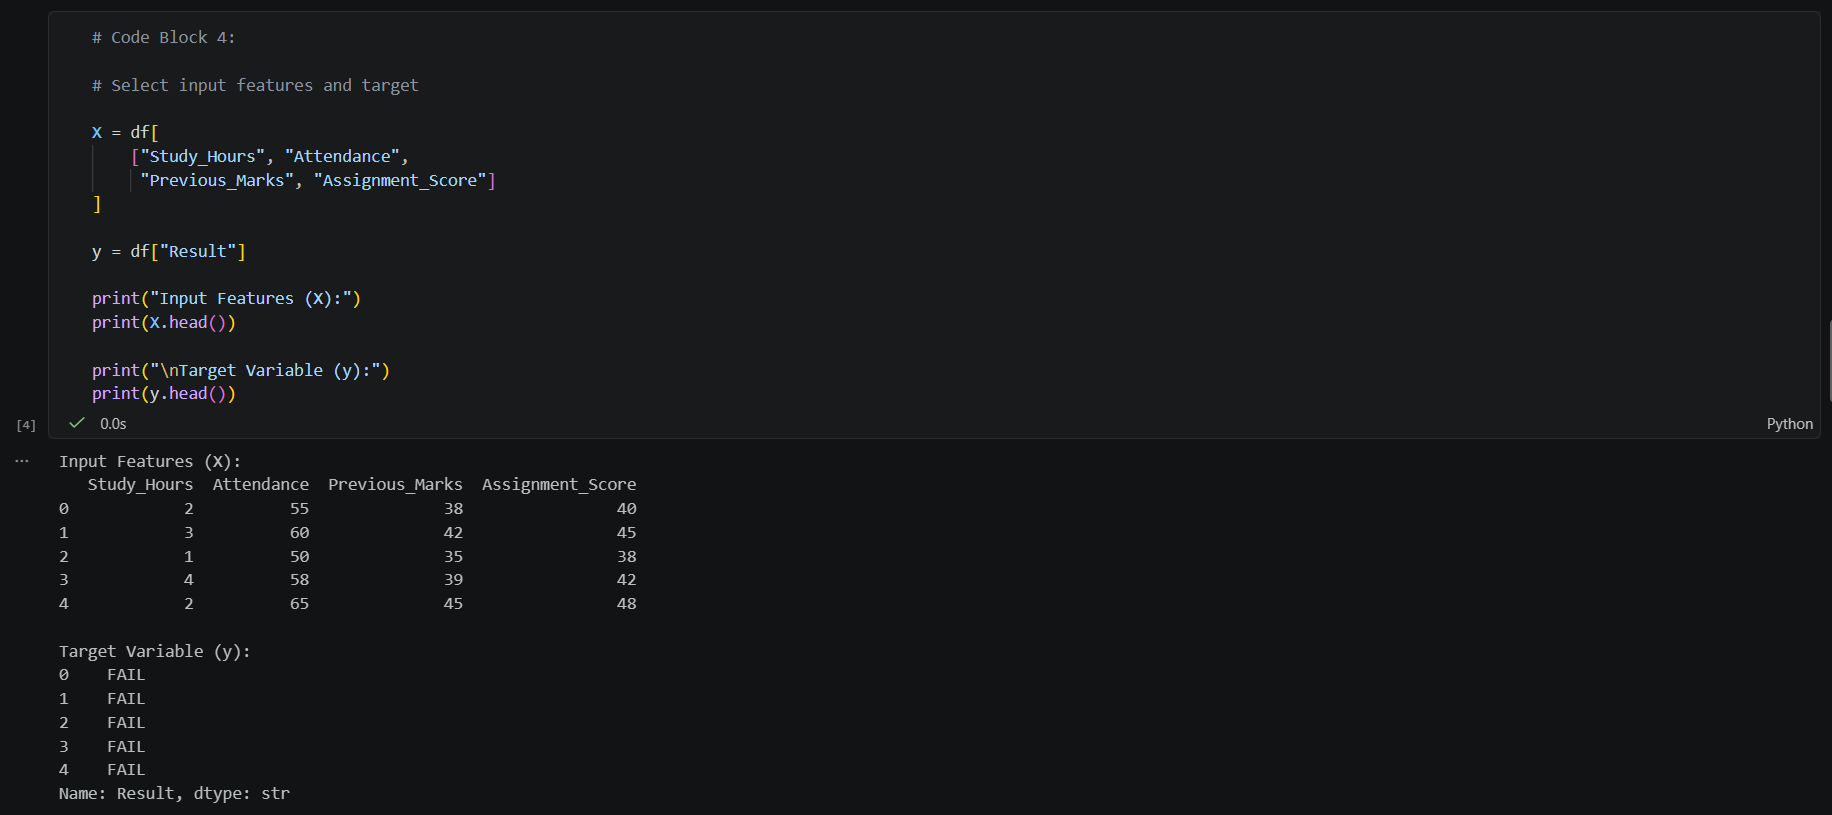 # Code Block 4:
# Select input features and target
X = df[
    ["Study_Hours", "Attendance",
     "Previous_Marks", "Assignment_Score"]
]
y = df["Result"]
print("Input Features (X):")
print(X.head())
print("\nTarget Variable (y):")
print(y.head())
[4] 0.0s Python
... Input Features (X):
   Study_Hours  Attendance  Previous_Marks  Assignment_Score
0            2          55              38                40
1            3          60              42                45
2            1          50              35                38
3            4          58              39                42
4            2          65              45                48
Target Variable (y):
0    FAIL
1    FAIL
2    FAIL
3    FAIL
4    FAIL
Name: Result, dtype: str